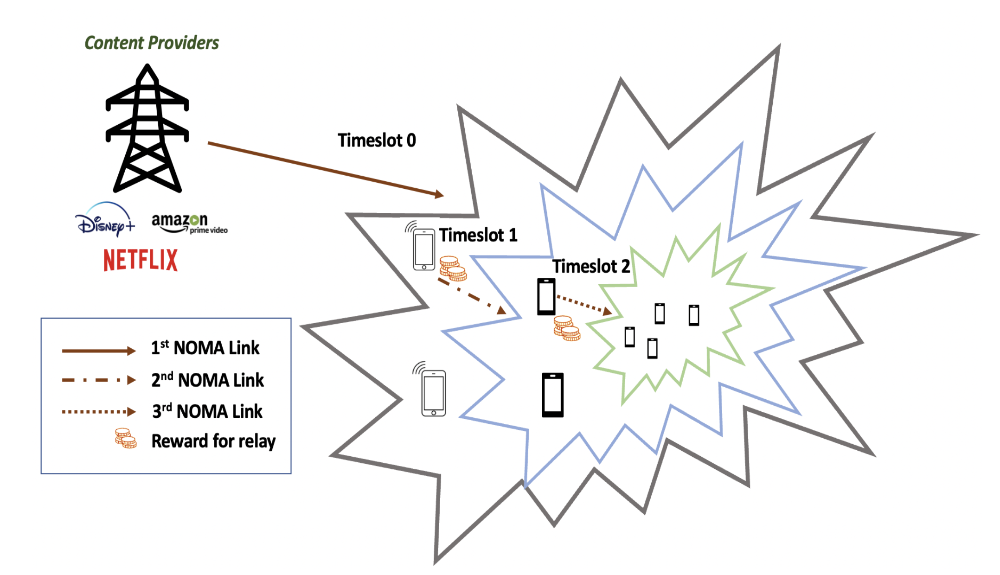 Content Providers
Timeslot 0
Disney+
amazon
prime video
NETFLIX
Timeslot 1
Timeslot 2
1st NOMA Link
2nd NOMA Link
3rd NOMA Link
Reward for relay